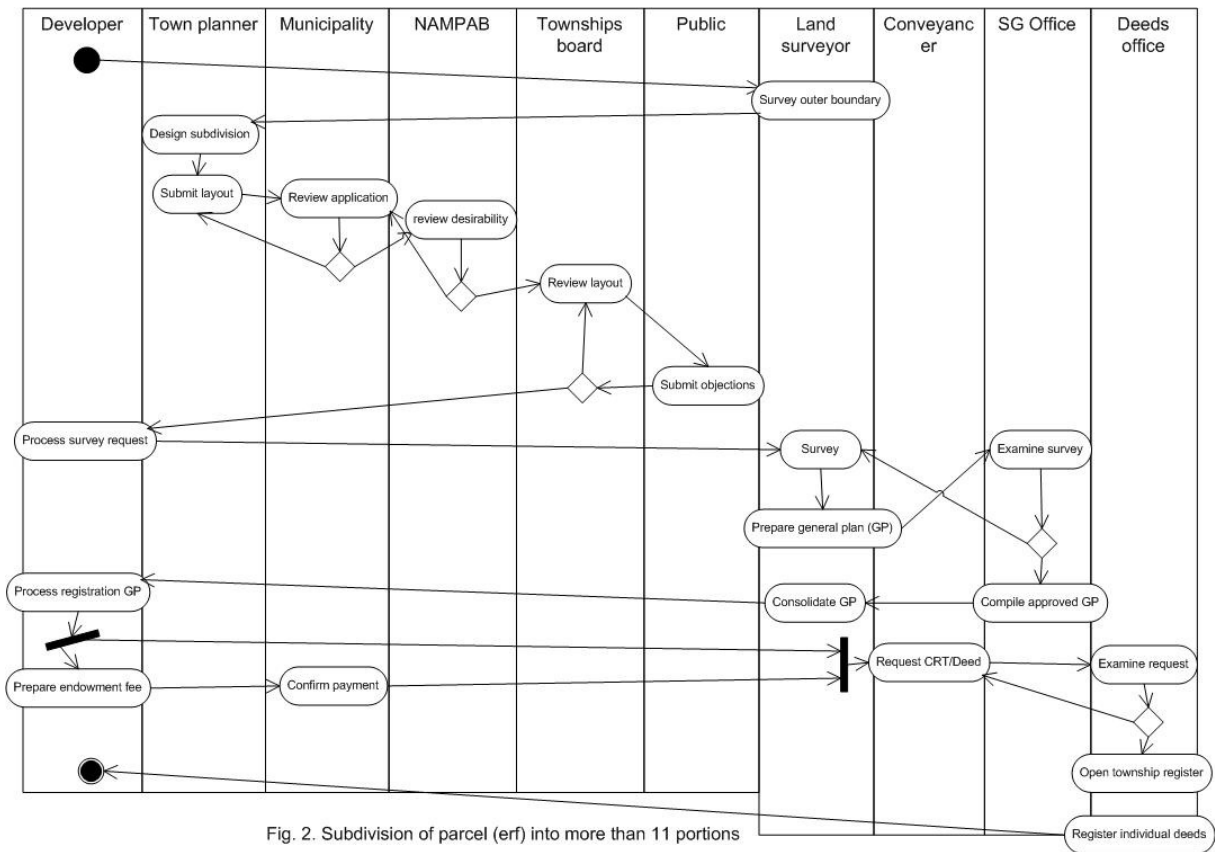 Developer
Town planner
Municipality
NAMPAB
Townships
board
Public
Land
surveyor
Conveyanc
er
SG Office
Deeds
office
Survey outer boundary
Design subdivision
Submit layout
Review application
review desirability
Review layout
Submit objections
Process survey request
Survey
Examine survey
Prepare general plan (GP)
Process registration GP
Consolidate GP
Compile approved GP
Request CRT/Deed
Examine request
Prepare endowment fee
Confirm payment
Open township register
Register individual deeds
Fig. 2. Subdivision of parcel (erf) into more than 11 portions